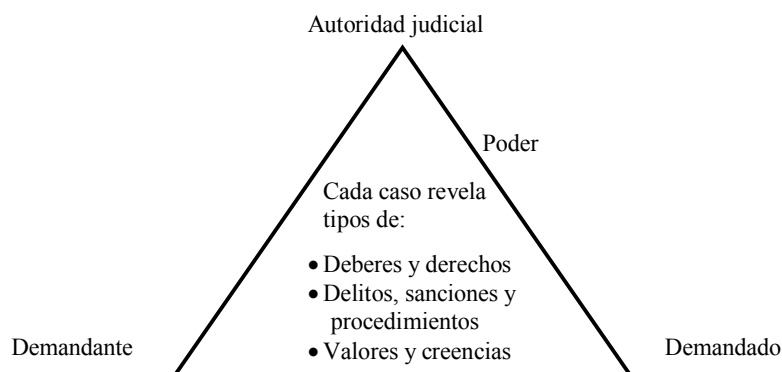 Autoridad judicial
Poder
Cada caso revela
tipos de:
• Deberes y derechos
• Delitos, sanciones y
procedimientos
• Valores y creencias
Demandante
Demandado